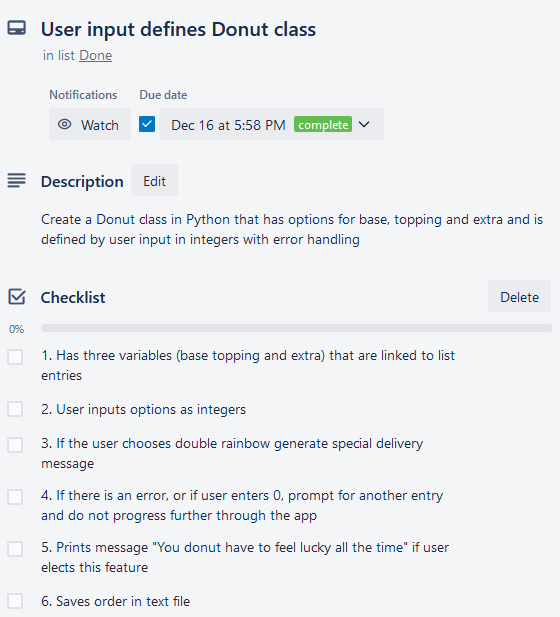 User input defines Donut class
in list Done
Notifications Due date
Watch Dec 16 at 5:58 PM complete
Description Edit
Create a Donut class in Python that has options for base, topping and extra and is
defined by user input in integers with error handling
Checklist Delete
0%
1. Has three variables (base topping and extra) that are linked to list
entries
2. User inputs options as integers
3. If the user chooses double rainbow generate special delivery
message
4. If there is an error, or if user enters 0, prompt for another entry
and do not progress further through the app
5. Prints message "You donut have to feel lucky all the time" if user
elects this feature
6. Saves order in text file